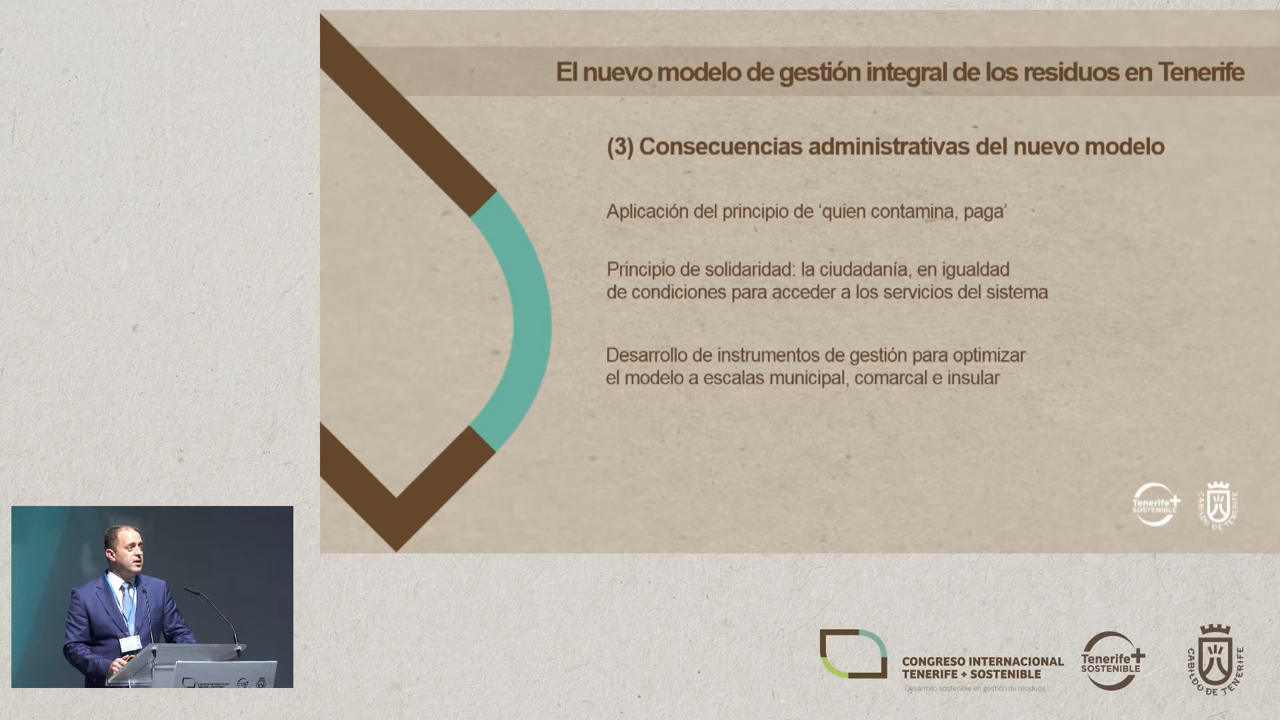 El nuevo modelo de gestión integral de los residuos en Tenerife
(3) Consecuencias administrativas del nuevo modelo
Aplicación del principio de ‘quien contamina, paga’
Principio de solidaridad: la ciudadanía, en igualdad
de condiciones para acceder a los servicios del sistema
Desarrollo de instrumentos de gestión para optimizar
el modelo a escalas municipal, comarcal e insular
Tenerife+
SOSTENIBLE
CABILDO DE TENERIFE
CONGRESO INTERNACIONAL
TENERIFE + SOSTENIBLE
Desarrollo sostenible en gestión de residuos
Tenerife+
SOSTENIBLE
CABILDO DE TENERIFE